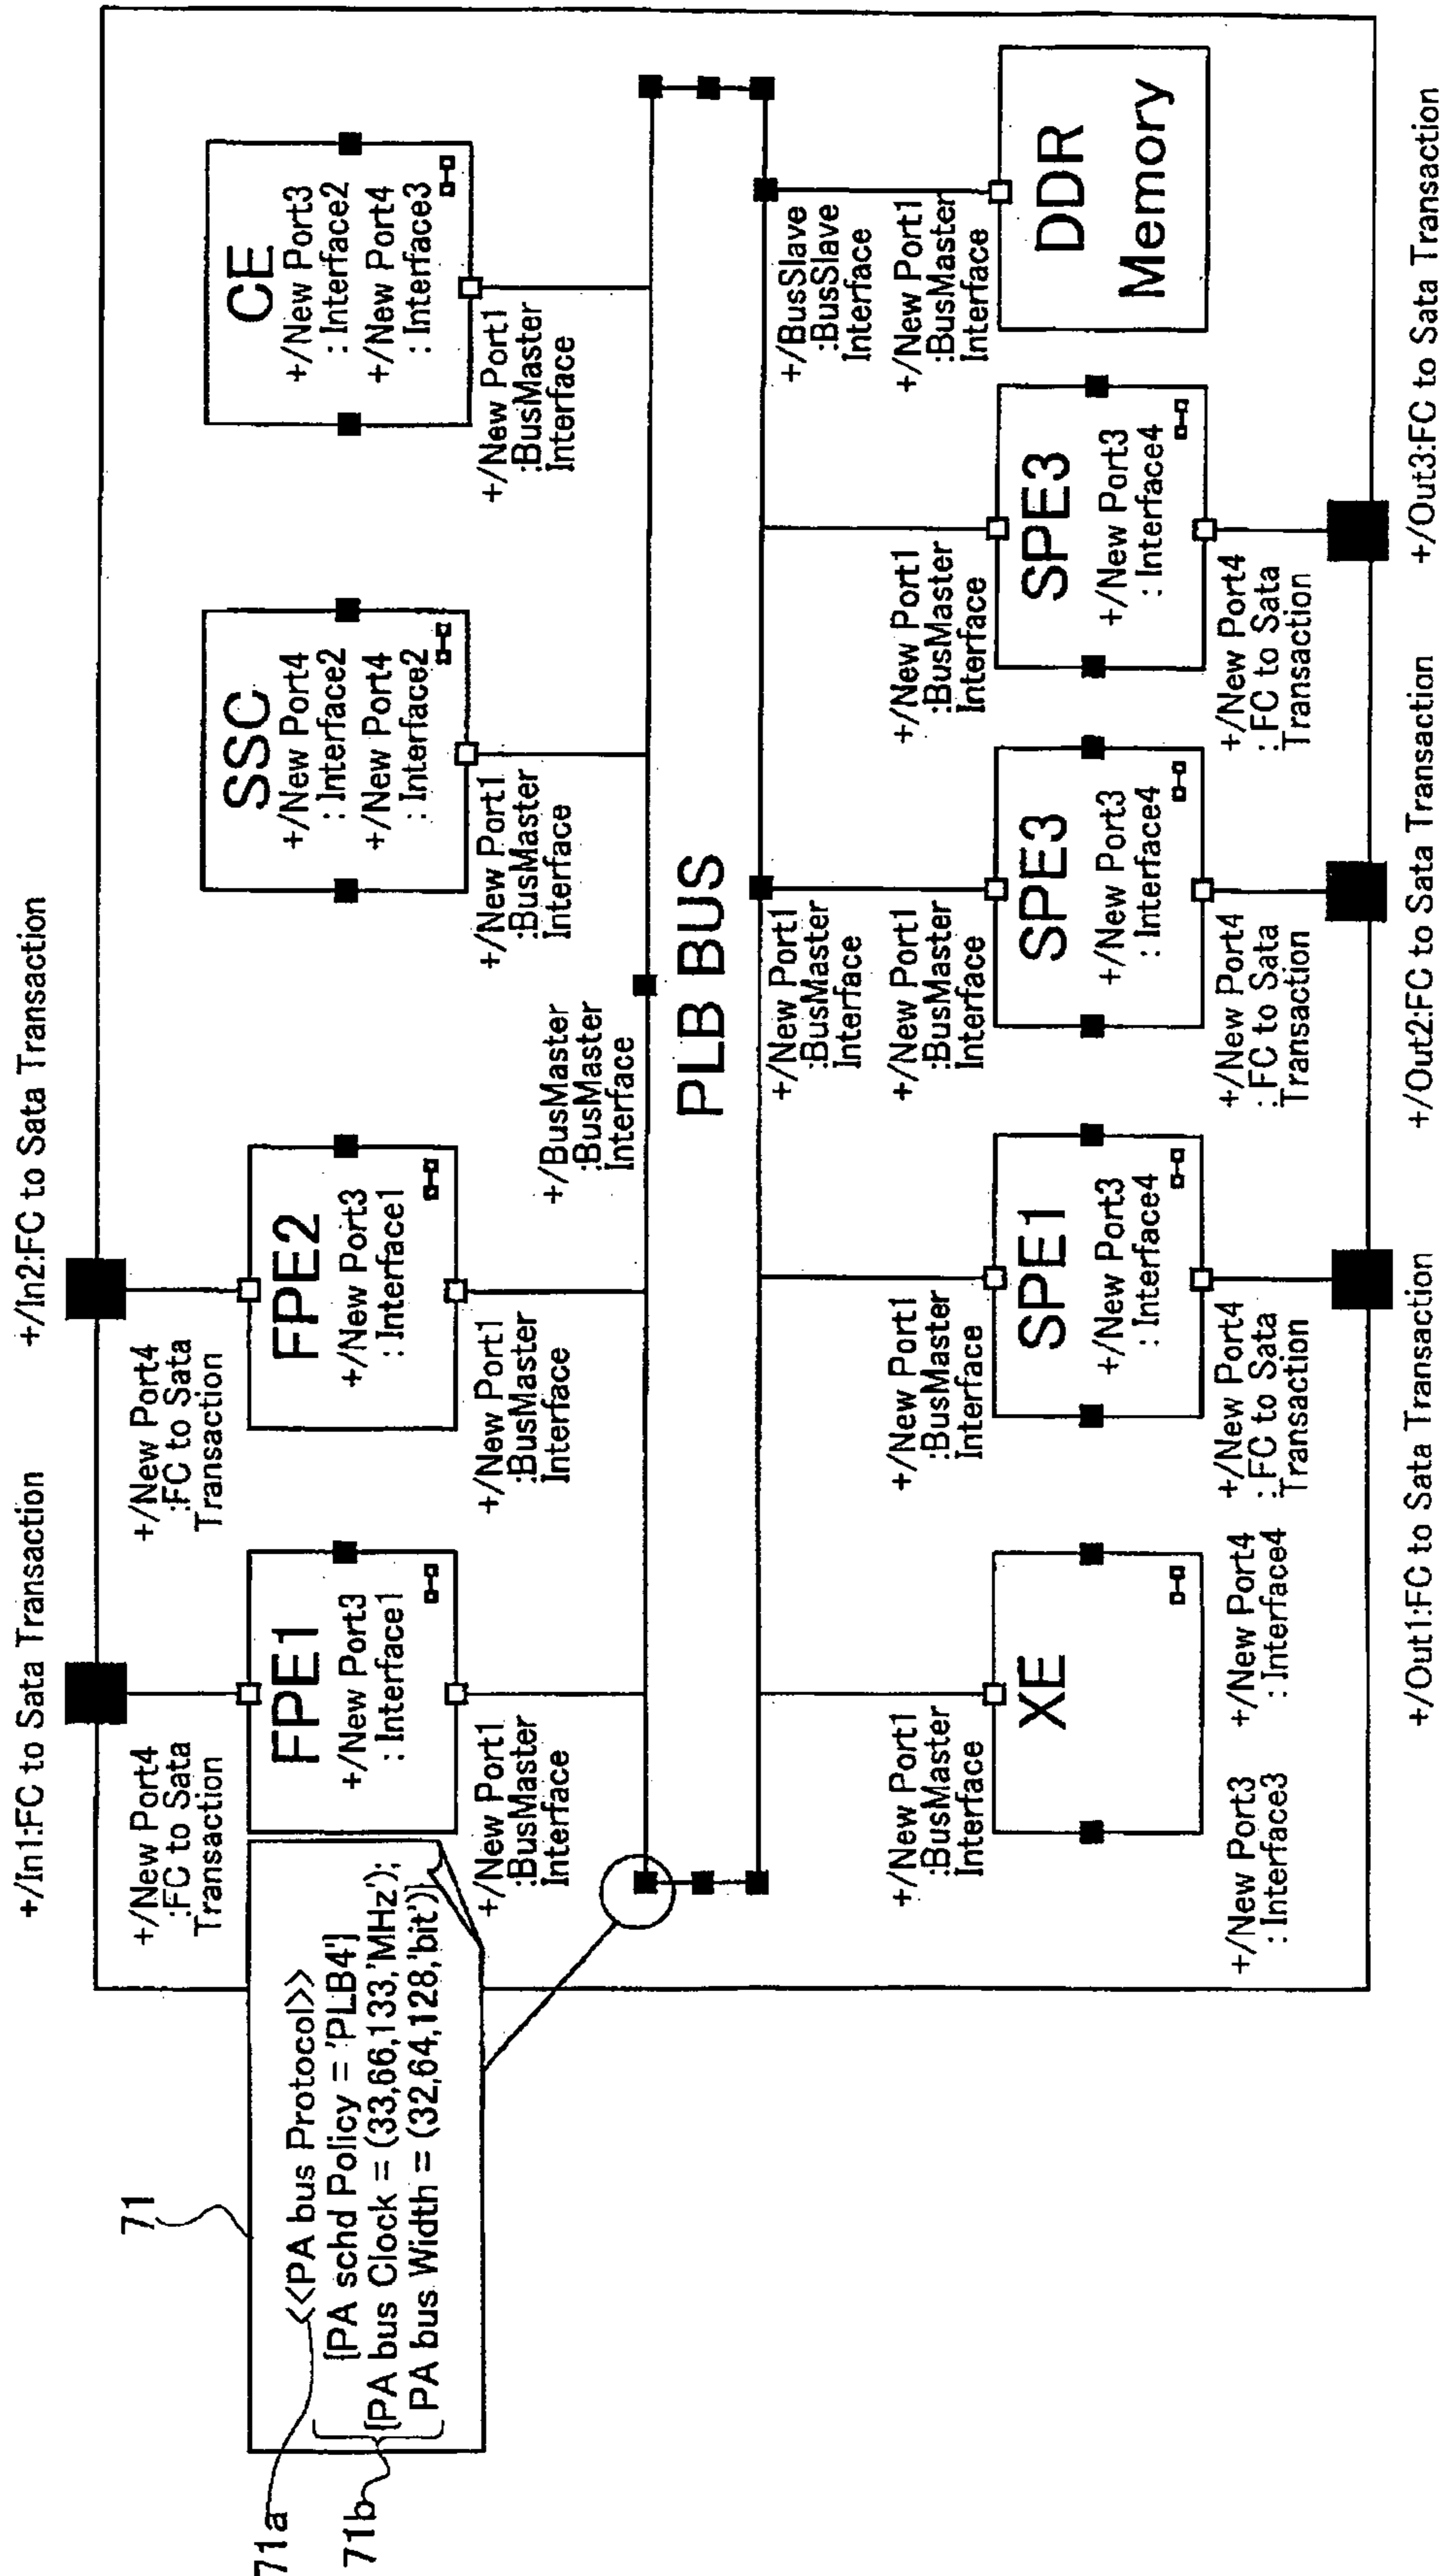 +/In1:FC to Sata Transaction
+/In2:FC to Sata Transaction
71
71a
71b
<<PA bus Protocol>>
[PA schd Policy = 'PLB4']
[PA bus Clock = (33,66,133,'MHz');
PA bus Width = (32,64,128,'bit')]
+/New Port4
:FC to Sata
Transaction
FPE1
+/New Port3
: Interface1
+/New Port1
:BusMaster
Interface
+/New Port4
:FC to Sata
Transaction
FPE2
+/New Port3
: Interface1
+/New Port1
:BusMaster
Interface
+/BusMaster
:BusMaster
Interface
SSC
+/New Port4
: Interface2
+/New Port4
: Interface2
+/New Port1
:BusMaster
Interface
CE
+/New Port3
: Interface2
+/New Port4
: Interface3
+/New Port1
:BusMaster
Interface
PLB BUS
+/New Port1
:BusMaster
Interface
XE
+/New Port3
: Interface3
+/New Port4
: Interface4
+/New Port1
:BusMaster
Interface
SPE1
+/New Port3
: Interface4
+/New Port4
: FC to Sata
Transaction
+/New Port1
:BusMaster
Interface
+/New Port1
:BusMaster
Interface
SPE3
+/New Port3
: Interface4
+/New Port4
: FC to Sata
Transaction
+/New Port1
:BusMaster
Interface
SPE3
+/New Port3
: Interface4
+/New Port4
: FC to Sata
Transaction
+/BusSlave
:BusSlave
Interface
+/New Port1
:BusMaster
Interface
DDR
Memory
+/Out1:FC to Sata Transaction
+/Out2:FC to Sata Transaction
+/Out3:FC to Sata Transaction